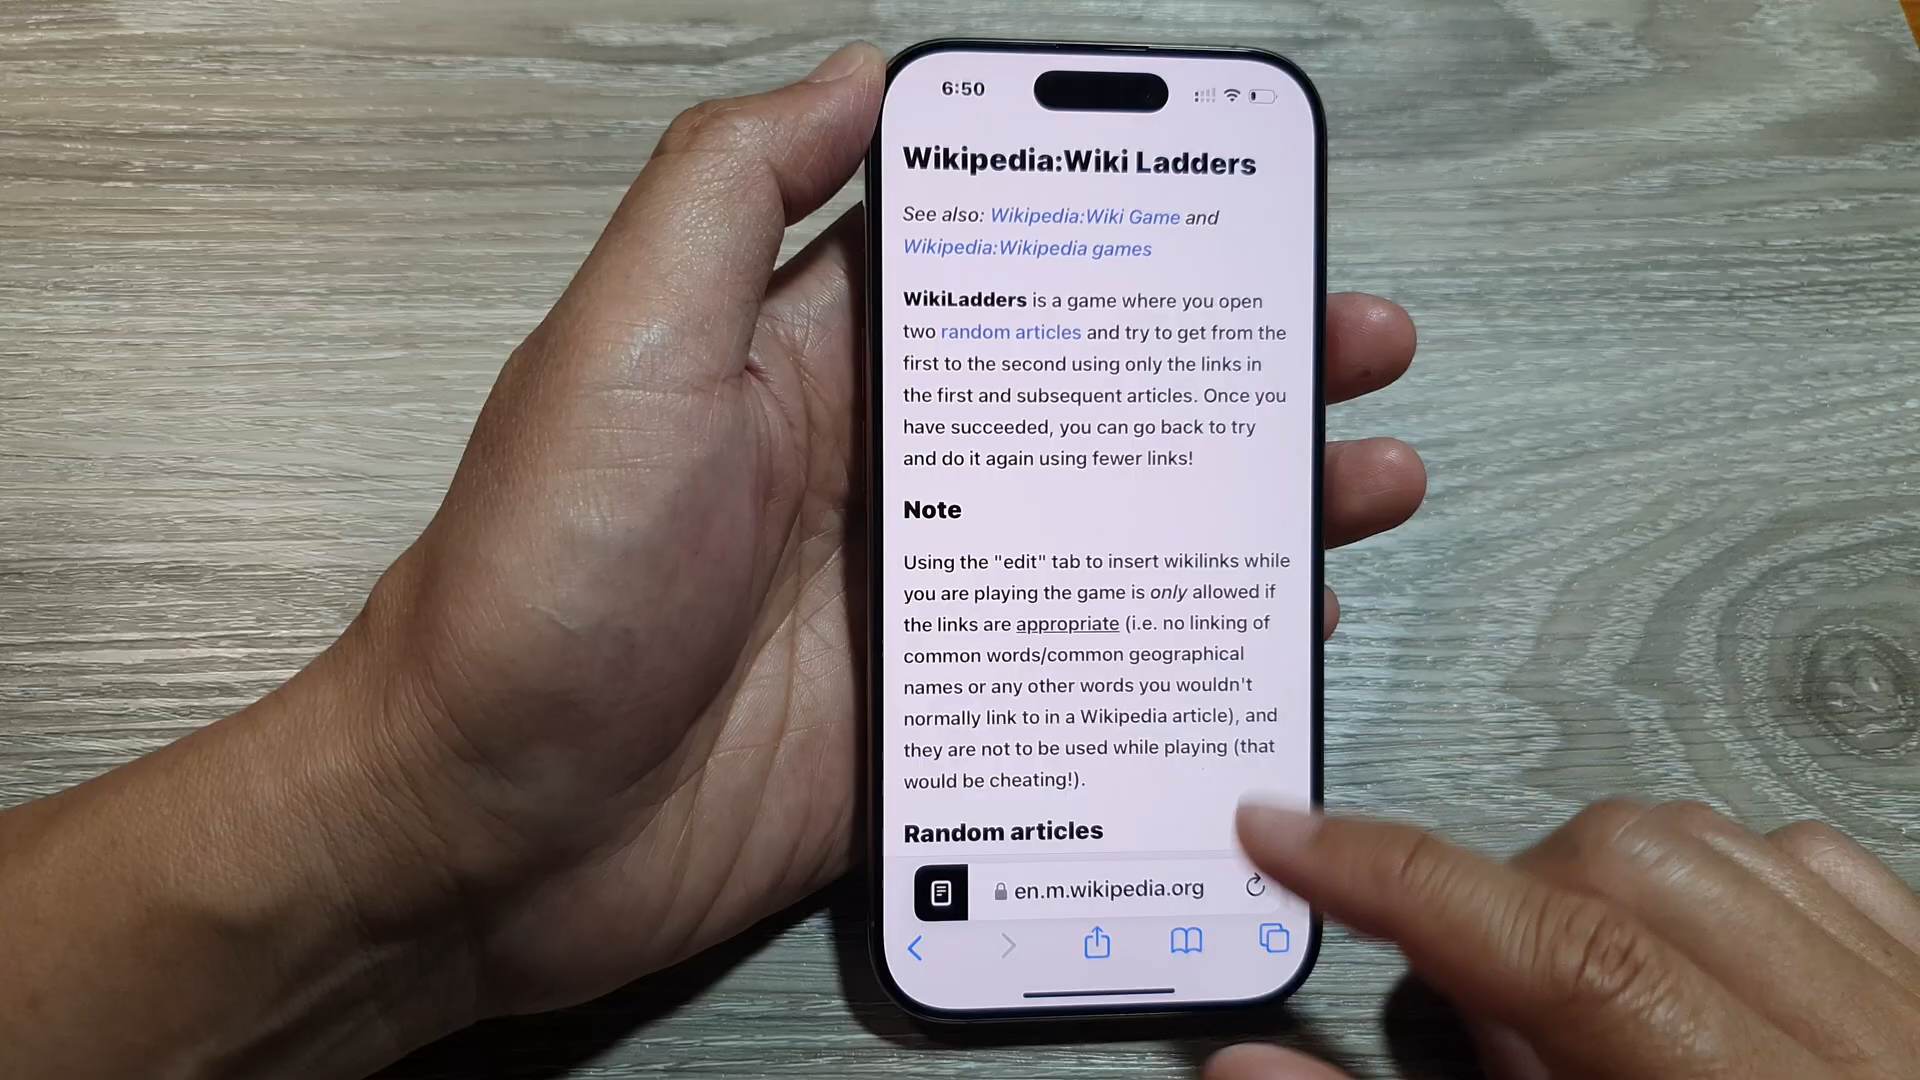 6:50
Wikipedia:Wiki Ladders
See also: Wikipedia:Wiki Game and
Wikipedia:Wikipedia games
WikiLadders is a game where you open
two random articles and try to get from the
first to the second using only the links in
the first and subsequent articles. Once you
have succeeded, you can go back to try
and do it again using fewer links!
Note
Using the "edit" tab to insert wikilinks while
you are playing the game is only allowed if
the links are appropriate (i.e. no linking of
common words/common geographical
names or any other words you wouldn't
normally link to in a Wikipedia article), and
they are not to be used while playing (that
would be cheating!).
Random articles
en.m.wikipedia.org